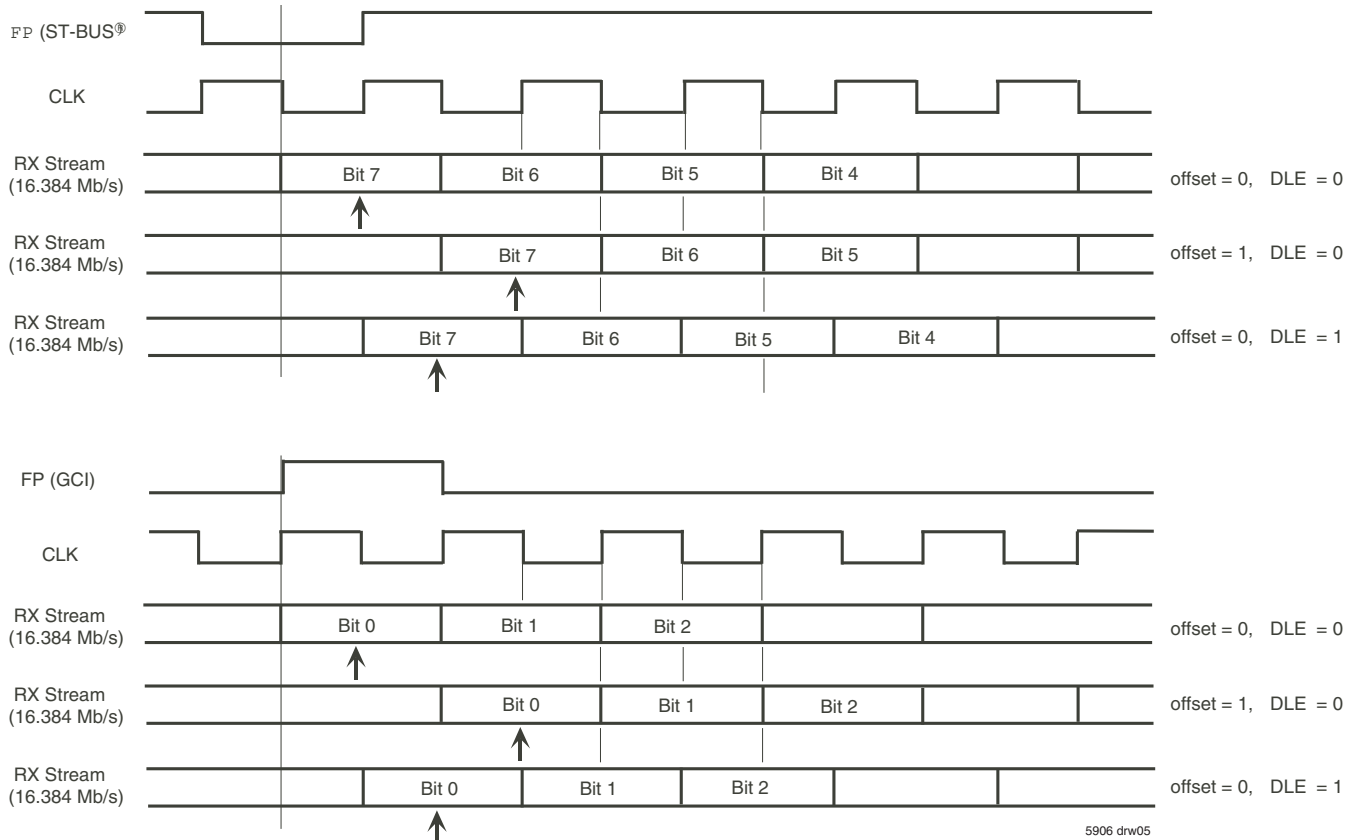 FP (ST-BUS®
CLK
RX Stream
(16.384 Mb/s)
Bit 7 Bit 6 Bit 5 Bit 4
offset = 0, DLE = 0
RX Stream
(16.384 Mb/s)
Bit 7 Bit 6 Bit 5
offset = 1, DLE = 0
RX Stream
(16.384 Mb/s)
Bit 7 Bit 6 Bit 5 Bit 4
offset = 0, DLE = 1
FP (GCI)
CLK
RX Stream
(16.384 Mb/s)
Bit 0 Bit 1 Bit 2
offset = 0, DLE = 0
RX Stream
(16.384 Mb/s)
Bit 0 Bit 1 Bit 2
offset = 1, DLE = 0
RX Stream
(16.384 Mb/s)
Bit 0 Bit 1 Bit 2
offset = 0, DLE = 1
5906 drw05